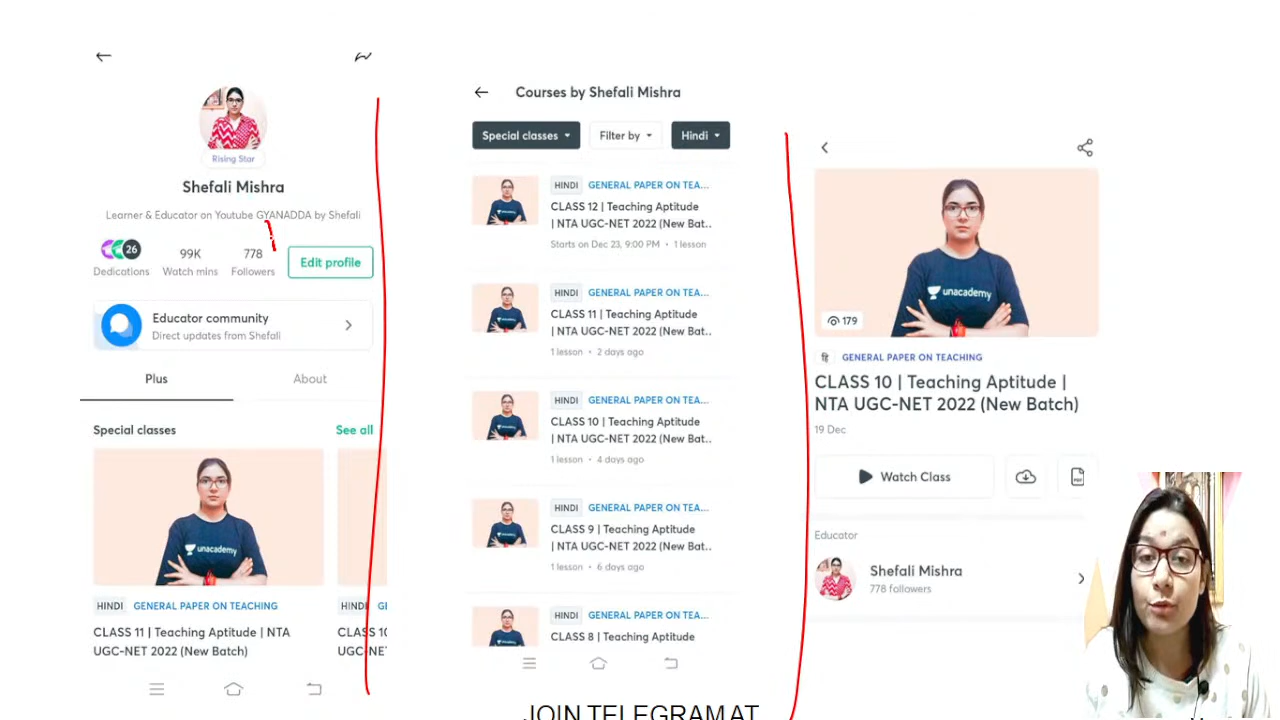 Rising Star
Shefali Mishra
Learner & Educator on Youtube GYANADDA by Shefali
26
99K
778
Dedications
Watch mins
Followers
Edit profile
Educator community
Direct updates from Shefali
Plus
About
Special classes
See all
unacademy
HINDI GENERAL PAPER ON TEACHING
CLASS 11 | Teaching Aptitude | NTA
UGC-NET 2022 (New Batch)
HINDI GE
CLASS 10
UGC-NE
Courses by Shefali Mishra
Special classes
Filter by
Hindi
HINDI GENERAL PAPER ON TEA...
CLASS 12 | Teaching Aptitude
| NTA UGC-NET 2022 (New Bat..
Starts on Dec 23, 9:00 PM • 1 lesson
HINDI GENERAL PAPER ON TEA...
CLASS 11 | Teaching Aptitude
| NTA UGC-NET 2022 (New Bat..
1 lesson • 2 days ago
HINDI GENERAL PAPER ON TEA...
CLASS 10 | Teaching Aptitude
| NTA UGC-NET 2022 (New Bat..
1 lesson • 4 days ago
HINDI GENERAL PAPER ON TEA...
CLASS 9 | Teaching Aptitude
| NTA UGC-NET 2022 (New Bat..
1 lesson • 6 days ago
HINDI GENERAL PAPER ON TEA...
CLASS 8 | Teaching Aptitude
unacademy
179
हि GENERAL PAPER ON TEACHING
CLASS 10 | Teaching Aptitude |
NTA UGC-NET 2022 (New Batch)
19 Dec
Watch Class
PDF
Educator
Shefali Mishra
778 followers
JOIN TELEGRAM AT